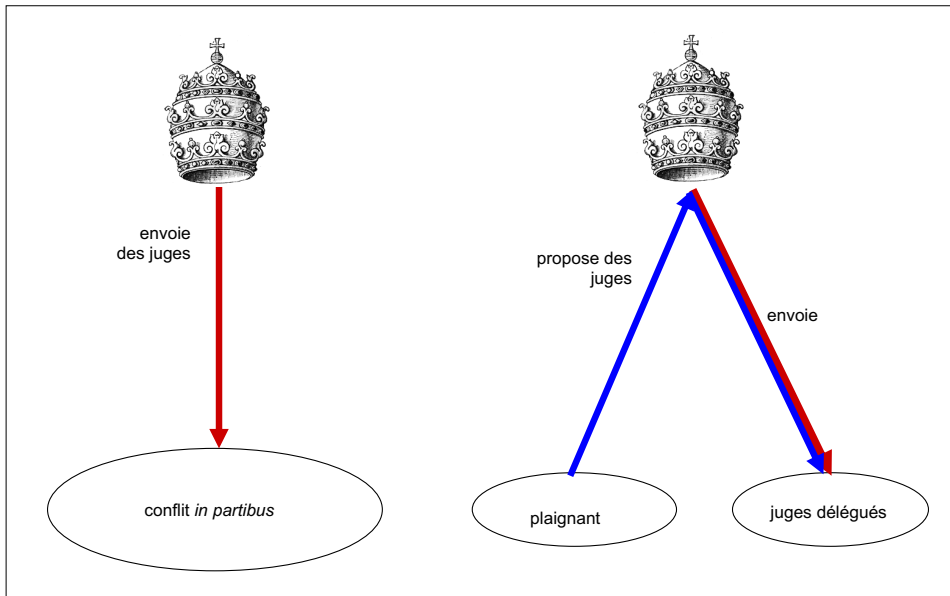 envoie
des juges
conflit in partibus
propose des
juges
envoie
plaignant
juges délégués